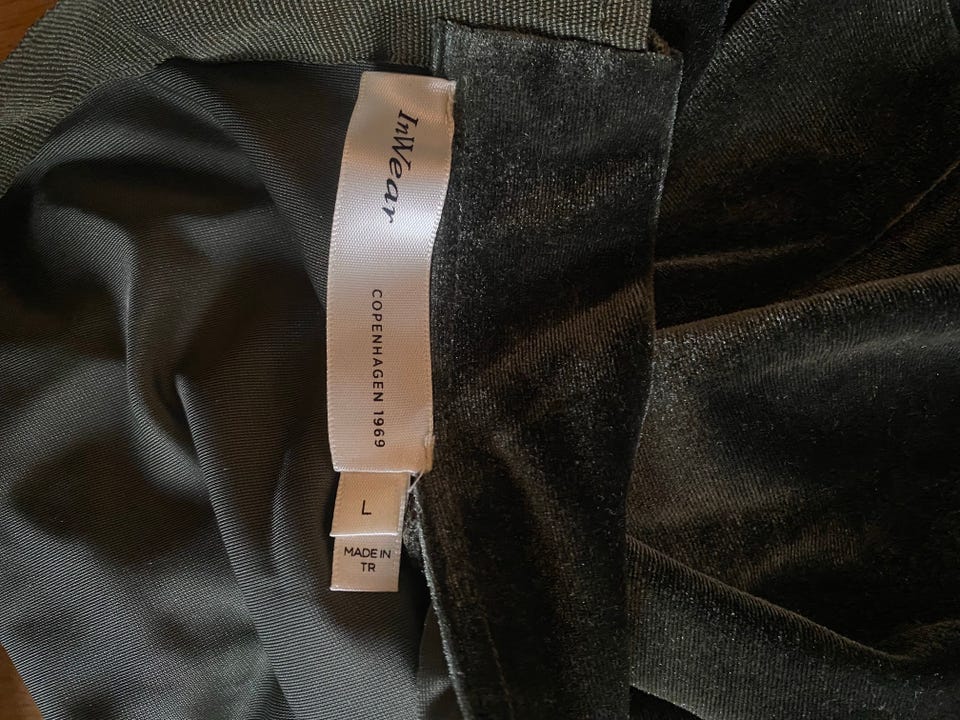 InWear
COPENHAGEN 1969
L
MADE IN
TR